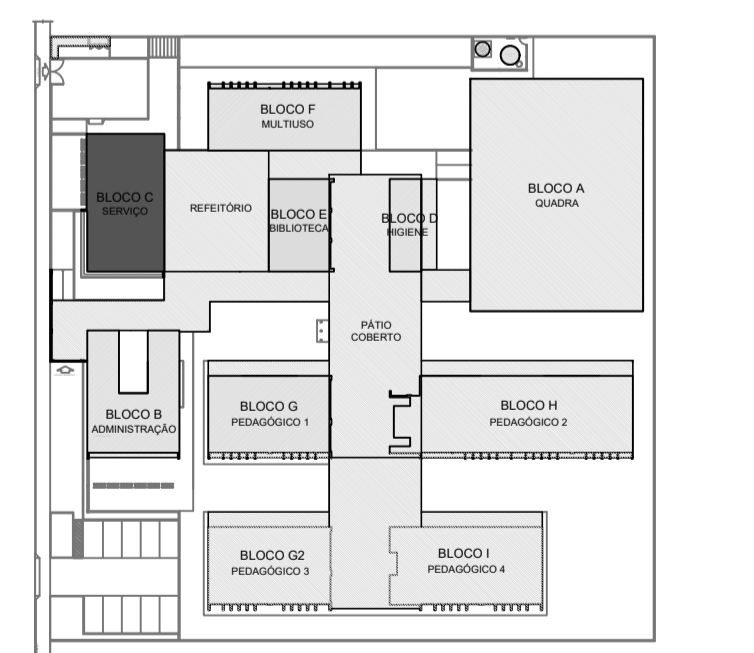 BLOCO F
MULTIUSO
BLOCO C
SERVIÇO
REFEITÓRIO
BLOCO E
BIBLIOTECA
BLOCO D
HIGIENE
BLOCO A
QUADRA
PÁTIO
COBERTO
BLOCO B
ADMINISTRAÇÃO
BLOCO G
PEDAGÓGICO 1
BLOCO H
PEDAGÓGICO 2
BLOCO G2
PEDAGÓGICO 3
BLOCO I
PEDAGÓGICO 4